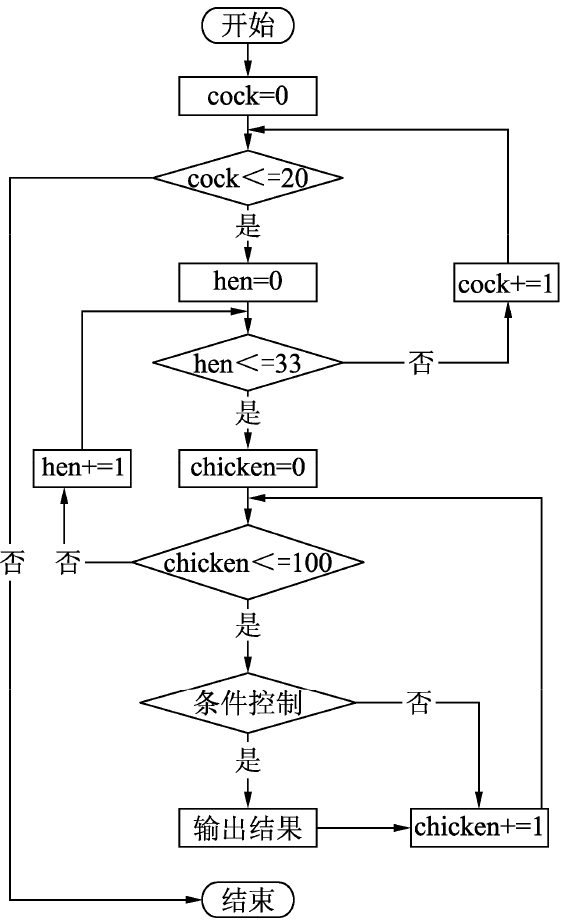 开始
cock=0
cock<=20
是
hen=0
cock+=1
hen<=33
否
是
hen+=1
chicken=0
否
否
chicken<=100
是
条件控制
否
是
输出结果
chicken+=1
结束